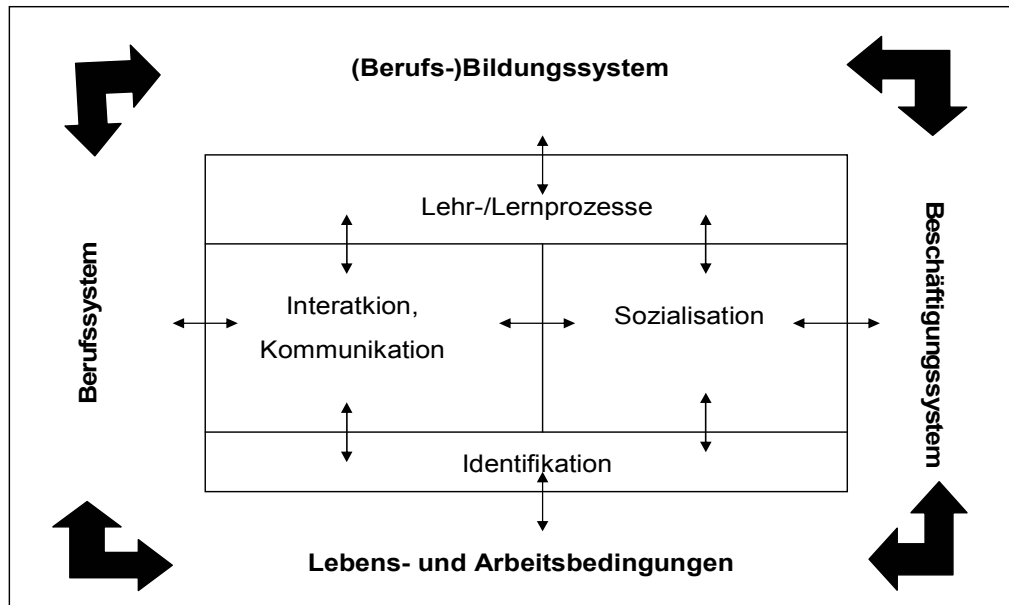 (Berufs-)Bildungssystem
Lehr-/Lernprozesse
Berufssystem
Interatkion,
Kommunikation
Sozialisation
Beschäftigungssystem
Identifikation
Lebens- und Arbeitsbedingungen